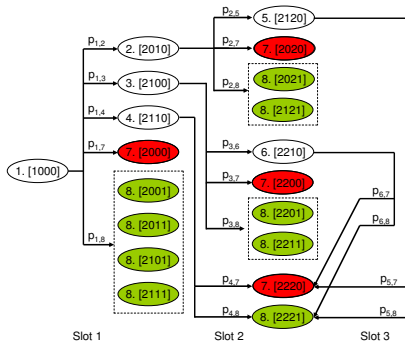 p2,5
5. [2120]
p1,2
2. [2010]
p2,7
7. [2020]
p1,3
3. [2100]
p2,8
8. [2021]
8. [2121]
p1,4
4. [2110]
p1,7
7. [2000]
p3,6
6. [2210]
1. [1000]
p3,7
7. [2200]
8. [2001]
p6,7
8. [2011]
p3,8
8. [2201]
p6,8
p1,8
8. [2101]
8. [2211]
8. [2111]
p4,7
7. [2220]
p5,7
p4,8
8. [2221]
p5,8
Slot 1
Slot 2
Slot 3